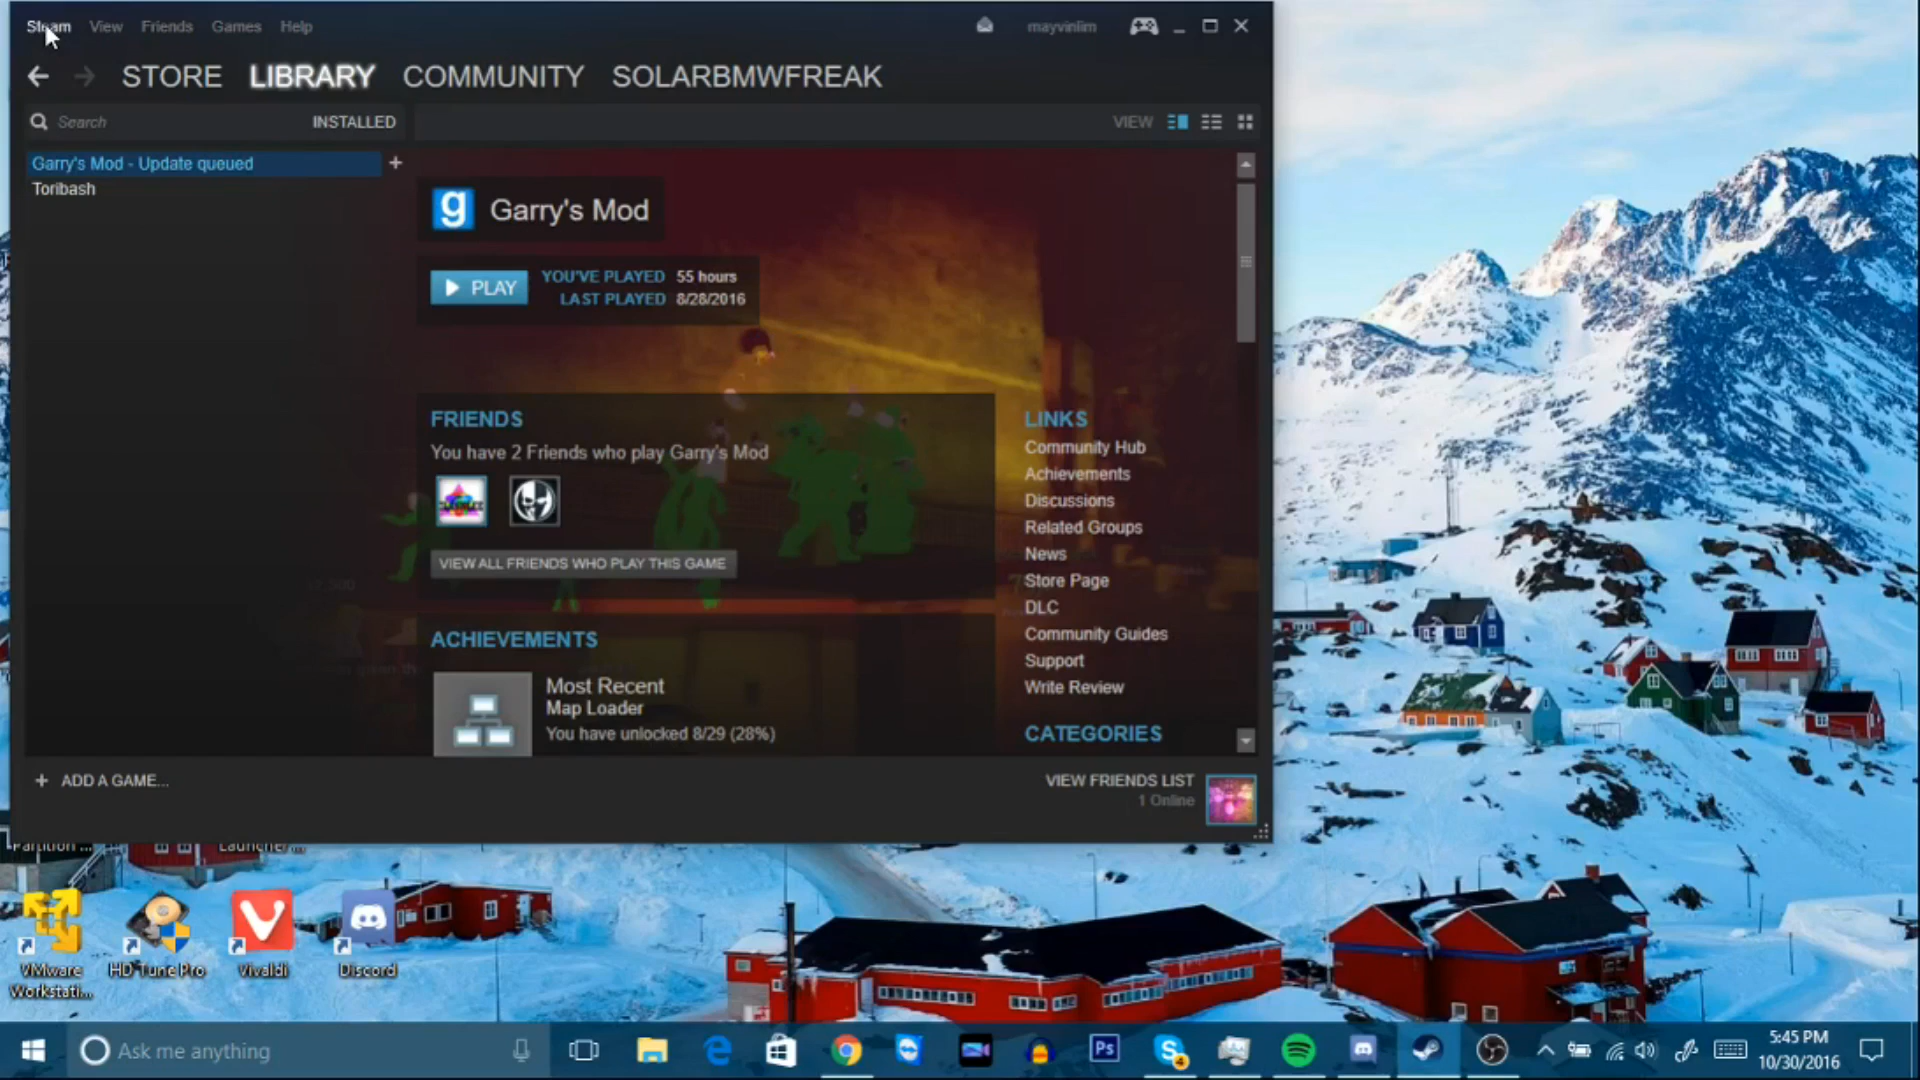 Steam View Friends Games Help
mayvinlim
STORE LIBRARY COMMUNITY SOLARBMWFREAK
Search INSTALLED
VIEW
Garry's Mod - Update queued
Toribash
g Garry's Mod
PLAY
YOU'VE PLAYED 55 hours
LAST PLAYED 8/28/2016
FRIENDS
You have 2 Friends who play Garry's Mod
VIEW ALL FRIENDS WHO PLAY THIS GAME
ACHIEVEMENTS
Most Recent
Map Loader
You have unlocked 8/29 (28%)
LINKS
Community Hub
Achievements
Discussions
Related Groups
News
Store Page
DLC
Community Guides
Support
Write Review
CATEGORIES
+ ADD A GAME...
VIEW FRIENDS LIST
1 Online
Partition ...
Launcher ...
VMware
Workstati...
HD Tune Pro
Vivaldi
Discord
Ask me anything
Ps
4
5:45 PM
10/30/2016